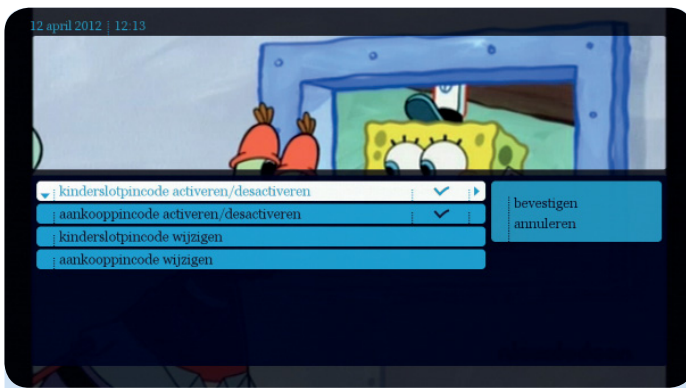 12 april 2012 | 12:13
kinderslotpincode activeren/desactiveren
aankooppincode activeren/desactiveren
kinderslotpincode wijzigen
aankooppincode wijzigen
bevestigen
annuleren